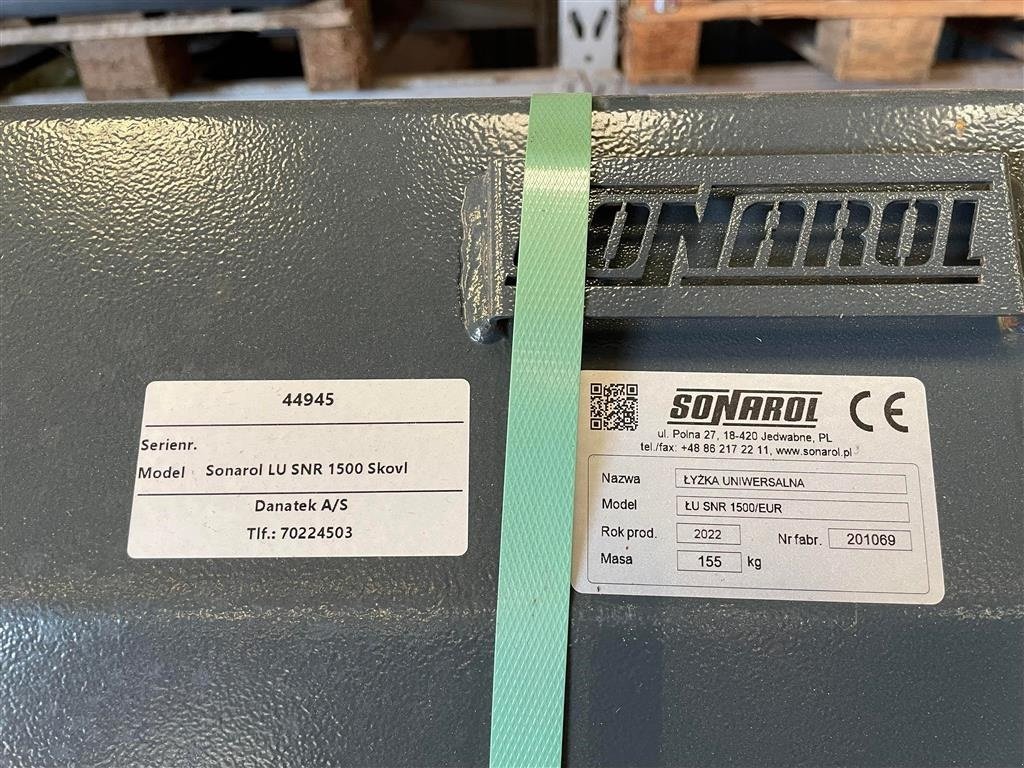 SONAROL
44945
Serienr.
Model Sonarol LU SNR 1500 Skovl
Danatek A/S
Tlf.: 70224503
SONAROL CE
ul. Polna 27, 18-420 Jedwabne, PL
tel./fax: +48 86 217 22 11, www.sonarol.pl
Nazwa ŁYŻKA UNIWERSALNA
Model ŁU SNR 1500/EUR
Rok prod. 2022 Nr fabr. 201069
Masa 155 kg